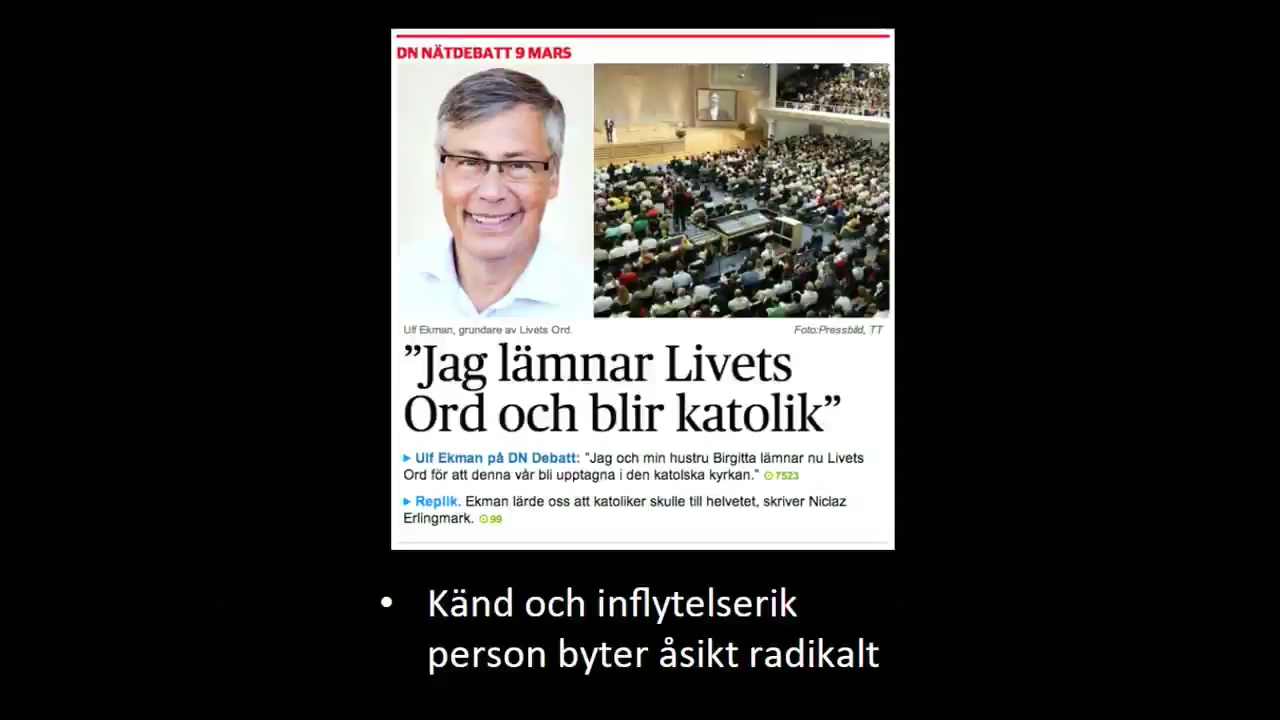 DN NÄTDEBATT 9 MARS
Ulf Ekman, grundare av Livets Ord.
Foto:Pressbild, TT
”Jag lämnar Livets
Ord och blir katolik”
▸ Ulf Ekman på DN Debatt: ”Jag och min hustru Birgitta lämnar nu Livets
Ord för att denna vår bli upptagna i den katolska kyrkan.” 7523
▸ Replik. Ekman lärde oss att katoliker skulle till helvetet, skriver Niclaz
Erlingmark. 99
• Känd och inflytelserik
person byter åsikt radikalt